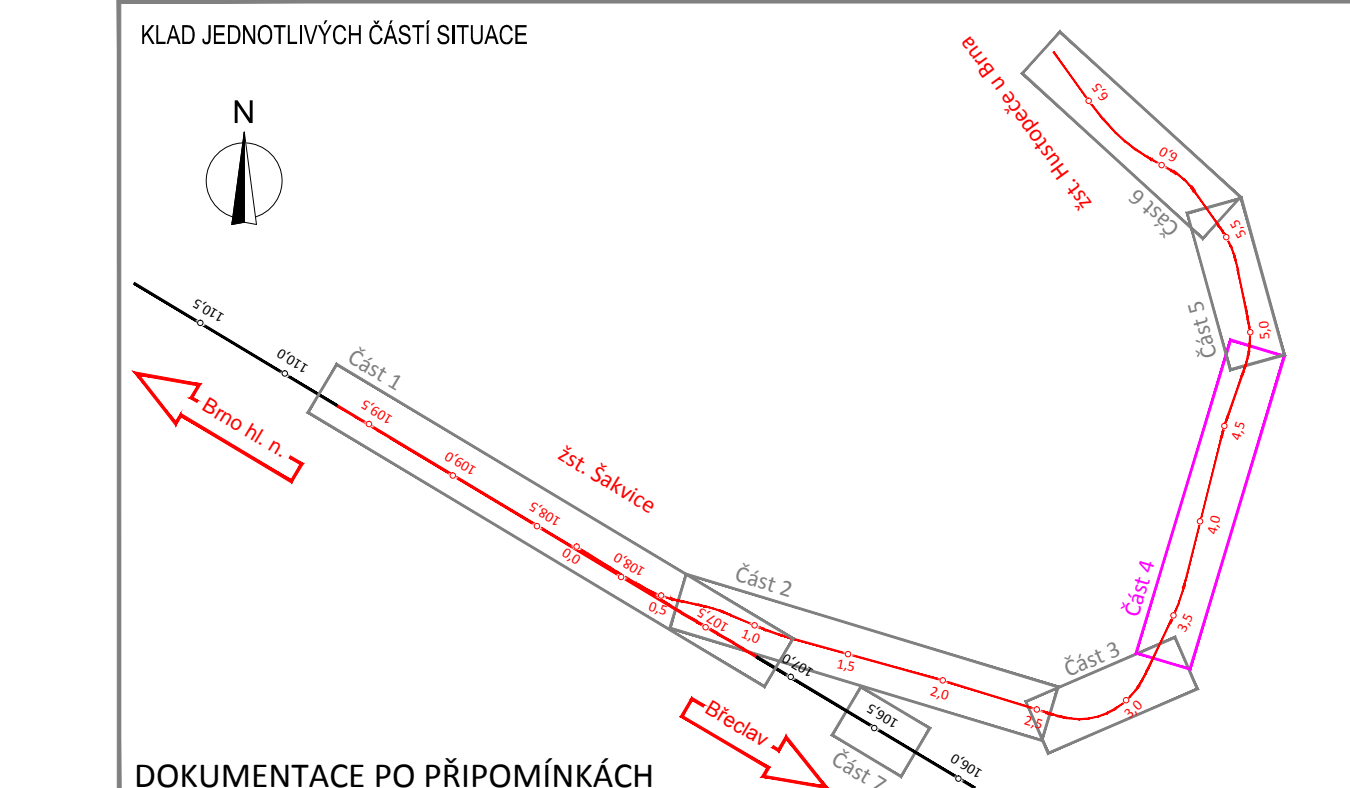 KLAD JEDNOTLIVÝCH ČÁSTÍ SITUACE
N
žst. Hustopeče u Brna
6,5
6,0
Část 6
5,5
Část 5
5,0
110,5
110,0
Část 1
109,5
Brno hl. n.
109,0
žst. Šakvice
108,5
0,0
108,0
0,5
107,5
1,0
Část 2
107,0
1,5
2,0
2,5
Část 3
3,0
Část 4
3,5
4,0
4,5
Břeclav
106,5
Část 7
106,0
DOKUMENTACE PO PŘIPOMÍNKÁCH